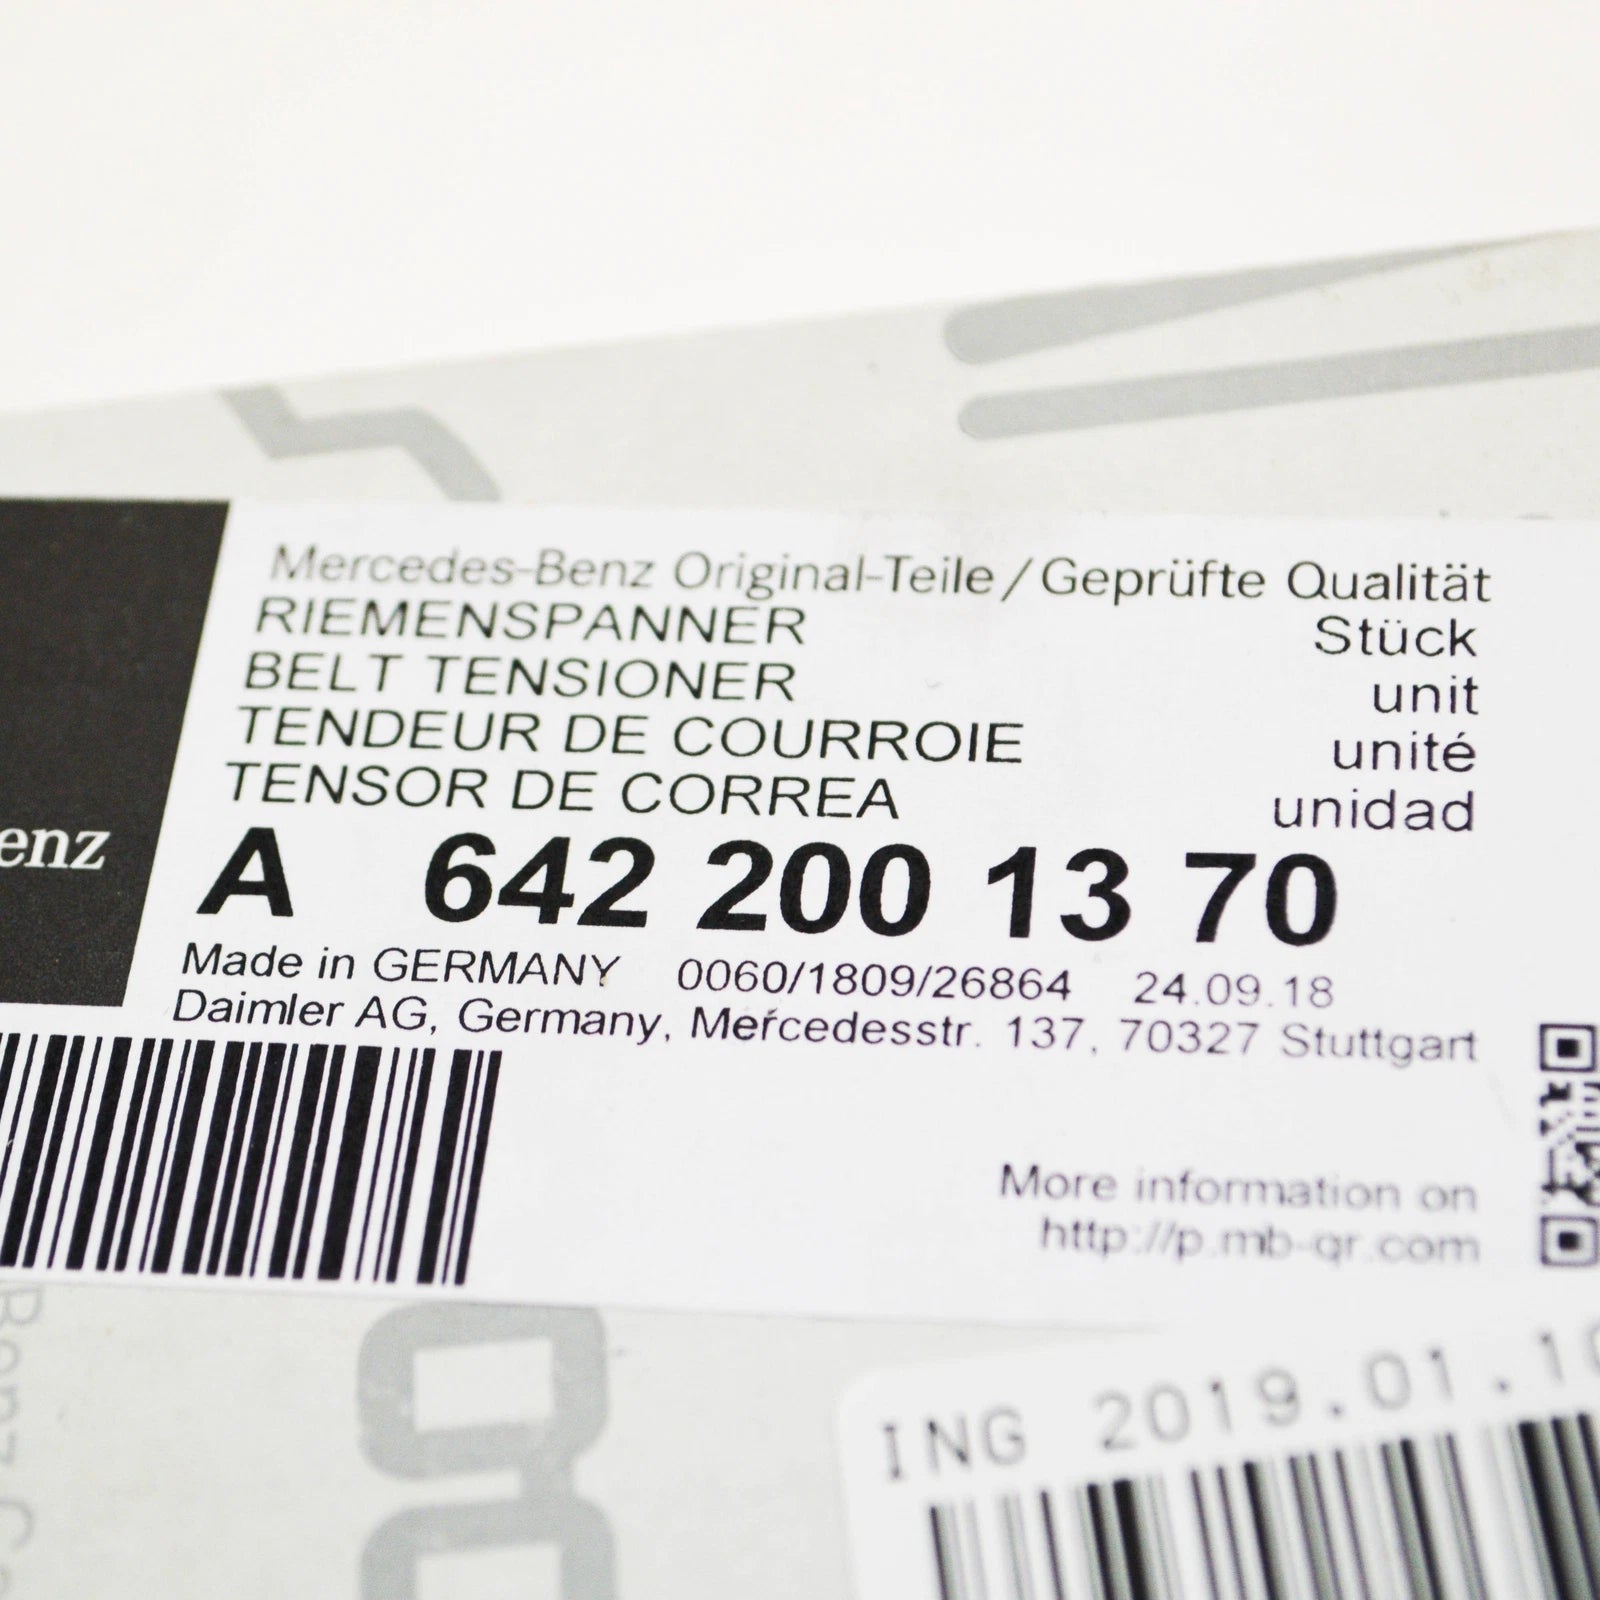 Mercedes-Benz Original-Teile / Geprüfte Qualität
RIEMENSPANNER Stück
BELT TENSIONER unit
TENDEUR DE COURROIE unité
TENSOR DE CORREA unidad
enz
A 642 200 13 70
Made in GERMANY 0060/1809/26864 24.09.18
Daimler AG, Germany, Mercedesstr. 137, 70327 Stuttgart
More information on
http://p.mb-qr.com
ING 2019.01.10
Benz